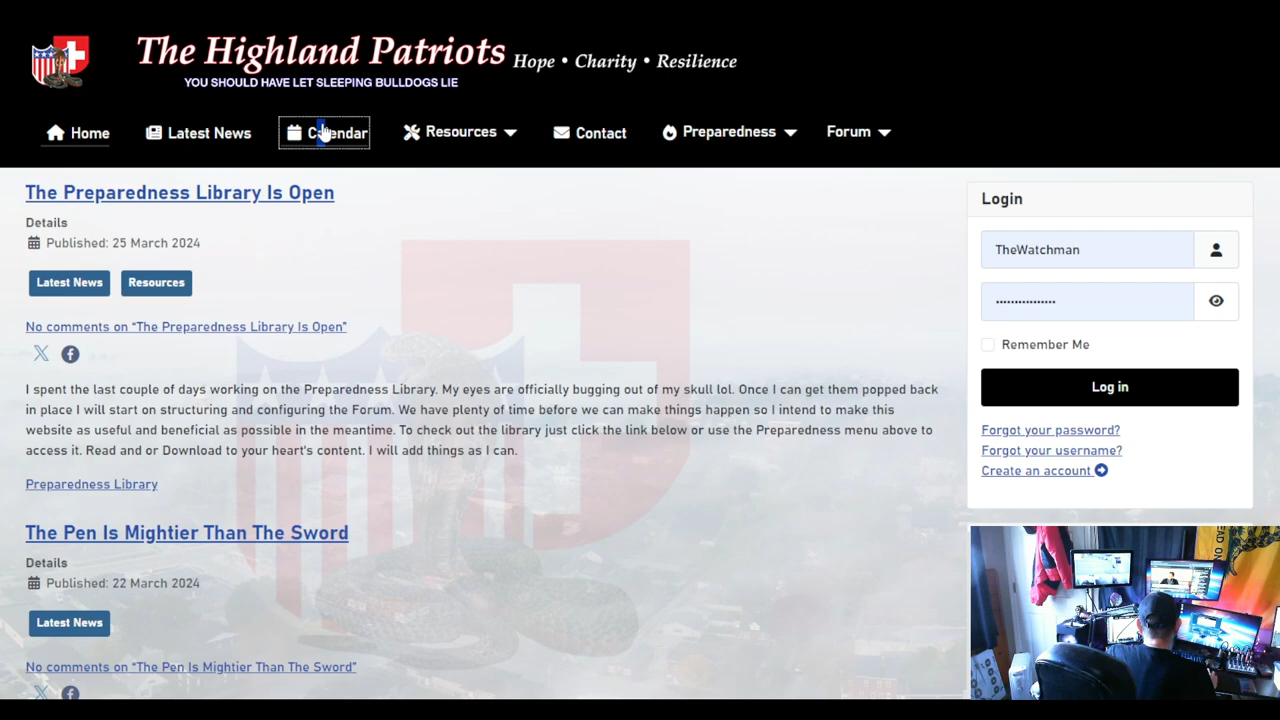 The Highland Patriots
Hope • Charity • Resilience
YOU SHOULD HAVE LET SLEEPING BULLDOGS LIE
Home
Latest News
Calendar
Resources
Contact
Preparedness
Forum
The Preparedness Library Is Open
Details
Published: 25 March 2024
Latest News
Resources
No comments on “The Preparedness Library Is Open”
I spent the last couple of days working on the Preparedness Library. My eyes are officially bugging out of my skull lol. Once I can get them popped back
in place I will start on structuring and configuring the Forum. We have plenty of time before we can make things happen so I intend to make this
website as useful and beneficial as possible in the meantime. To check out the library just click the link below or use the Preparedness menu above to
access it. Read and or Download to your heart's content. I will add things as I can.
Preparedness Library
The Pen Is Mightier Than The Sword
Details
Published: 22 March 2024
Latest News
No comments on “The Pen Is Mightier Than The Sword”
Login
TheWatchman
Remember Me
Log in
Forgot your password?
Forgot your username?
Create an account